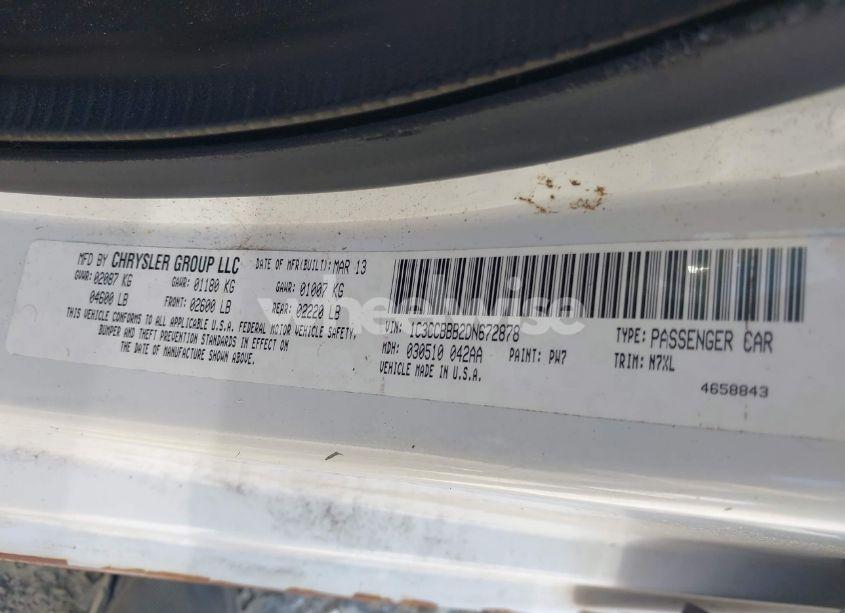 MFD BY CHRYSLER GROUP LLC DATE OF MFR(BUILT): MAR 13
GVWR: 02087 KG GAWR: 01180 KG GAWR: 01007 KG
04600 LB FRONT: 02600 LB REAR: 02220 LB
THIS VEHICLE CONFORMS TO ALL APPLICABLE U.S.A. FEDERAL MOTOR VEHICLE SAFETY,
BUMPER AND THEFT PREVENTION STANDARDS IN EFFECT ON
THE DATE OF MANUFACTURE SHOWN ABOVE.
VIN: 1C3CCBBB2DN672878 TYPE: PASSENGER CAR
MDH: 030510 042AA PAINT: PW7 TRIM: N7XL
VEHICLE MADE IN U.S.A.
4658843
wheelwise